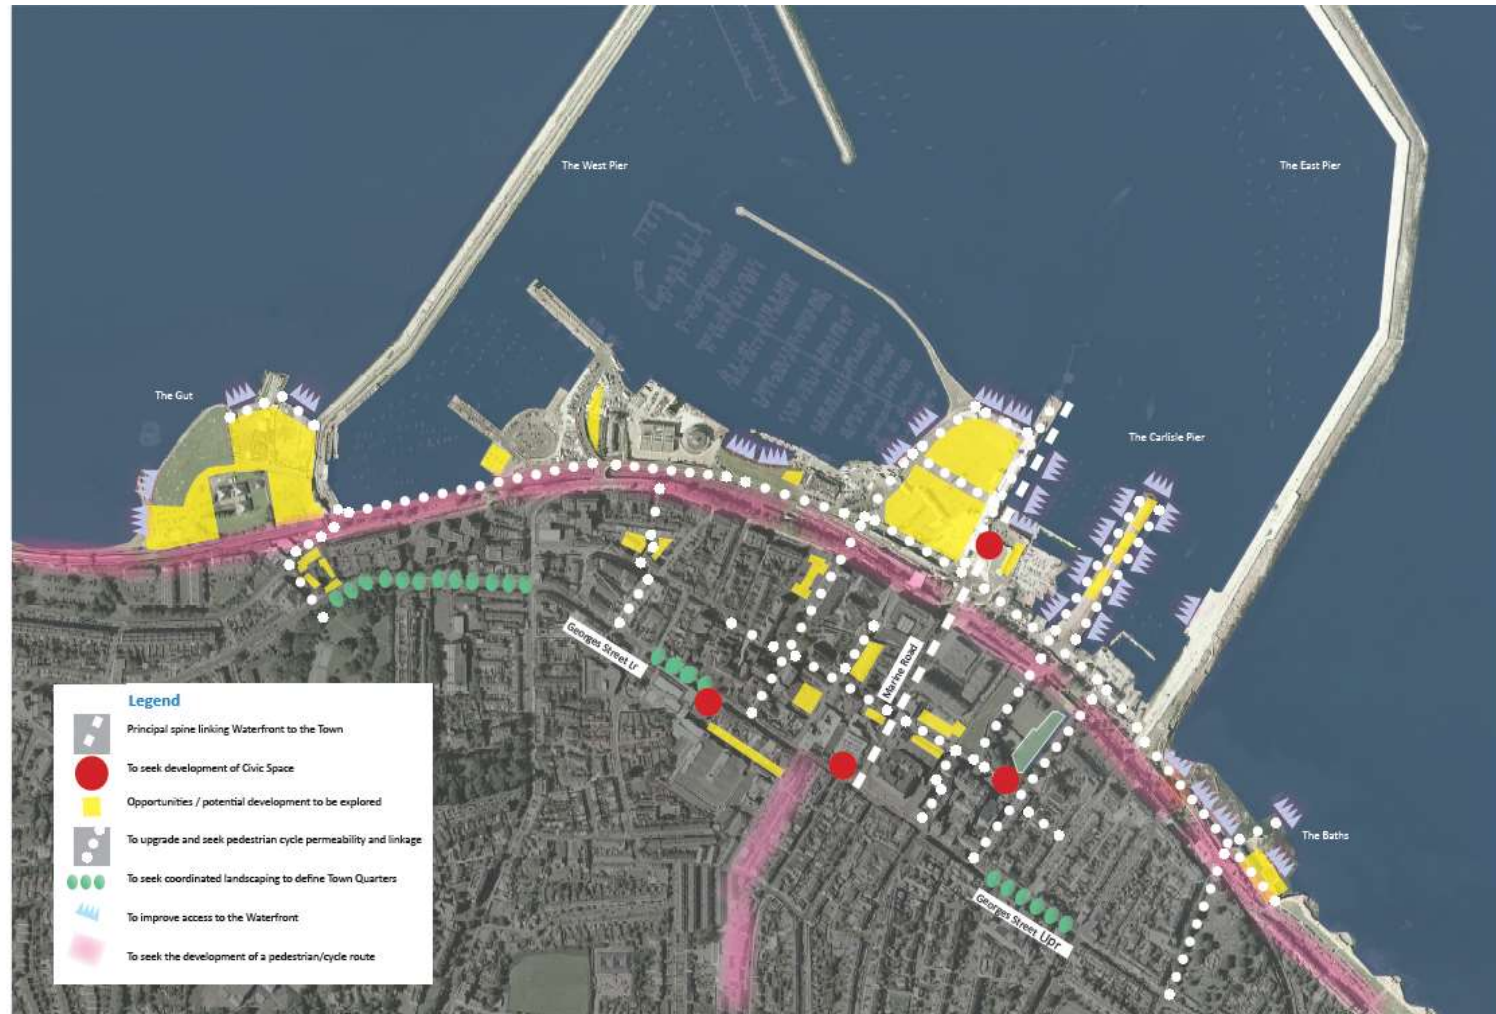 The West Pier
The East Pier
The Gut
The Carlisle Pier
Georges Street Lr
Marine Road
Legend
Principal spine linking Waterfront to the Town
To seek development of Civic Space
Opportunities / potential development to be explored
To upgrade and seek pedestrian cycle permeability and linkage
To seek coordinated landscaping to define Town Quarters
To improve access to the Waterfront
To seek the development of a pedestrian/cycle route
The Baths
Georges Street Upr